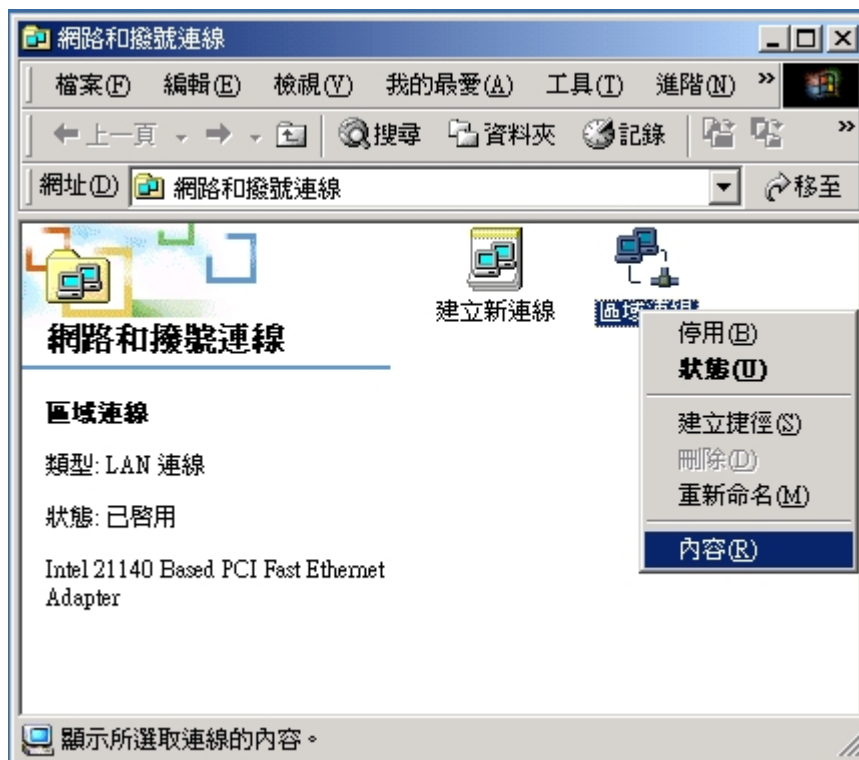 網路和撥號連線
檔案(F) 編輯(E) 檢視(V) 我的最愛(A) 工具(T) 進階(N) »
上一頁 搜尋 資料夾 記錄 »
網址(D) 網路和撥號連線 移至
建立新連線
區域連線
網路和撥號連線
區域連線
類型: LAN 連線
狀態: 已啓用
Intel 21140 Based PCI Fast Ethernet
Adapter
停用(B)
狀態(U)
建立捷徑(S)
刪除(D)
重新命名(M)
內容(R)
顯示所選取連線的內容。